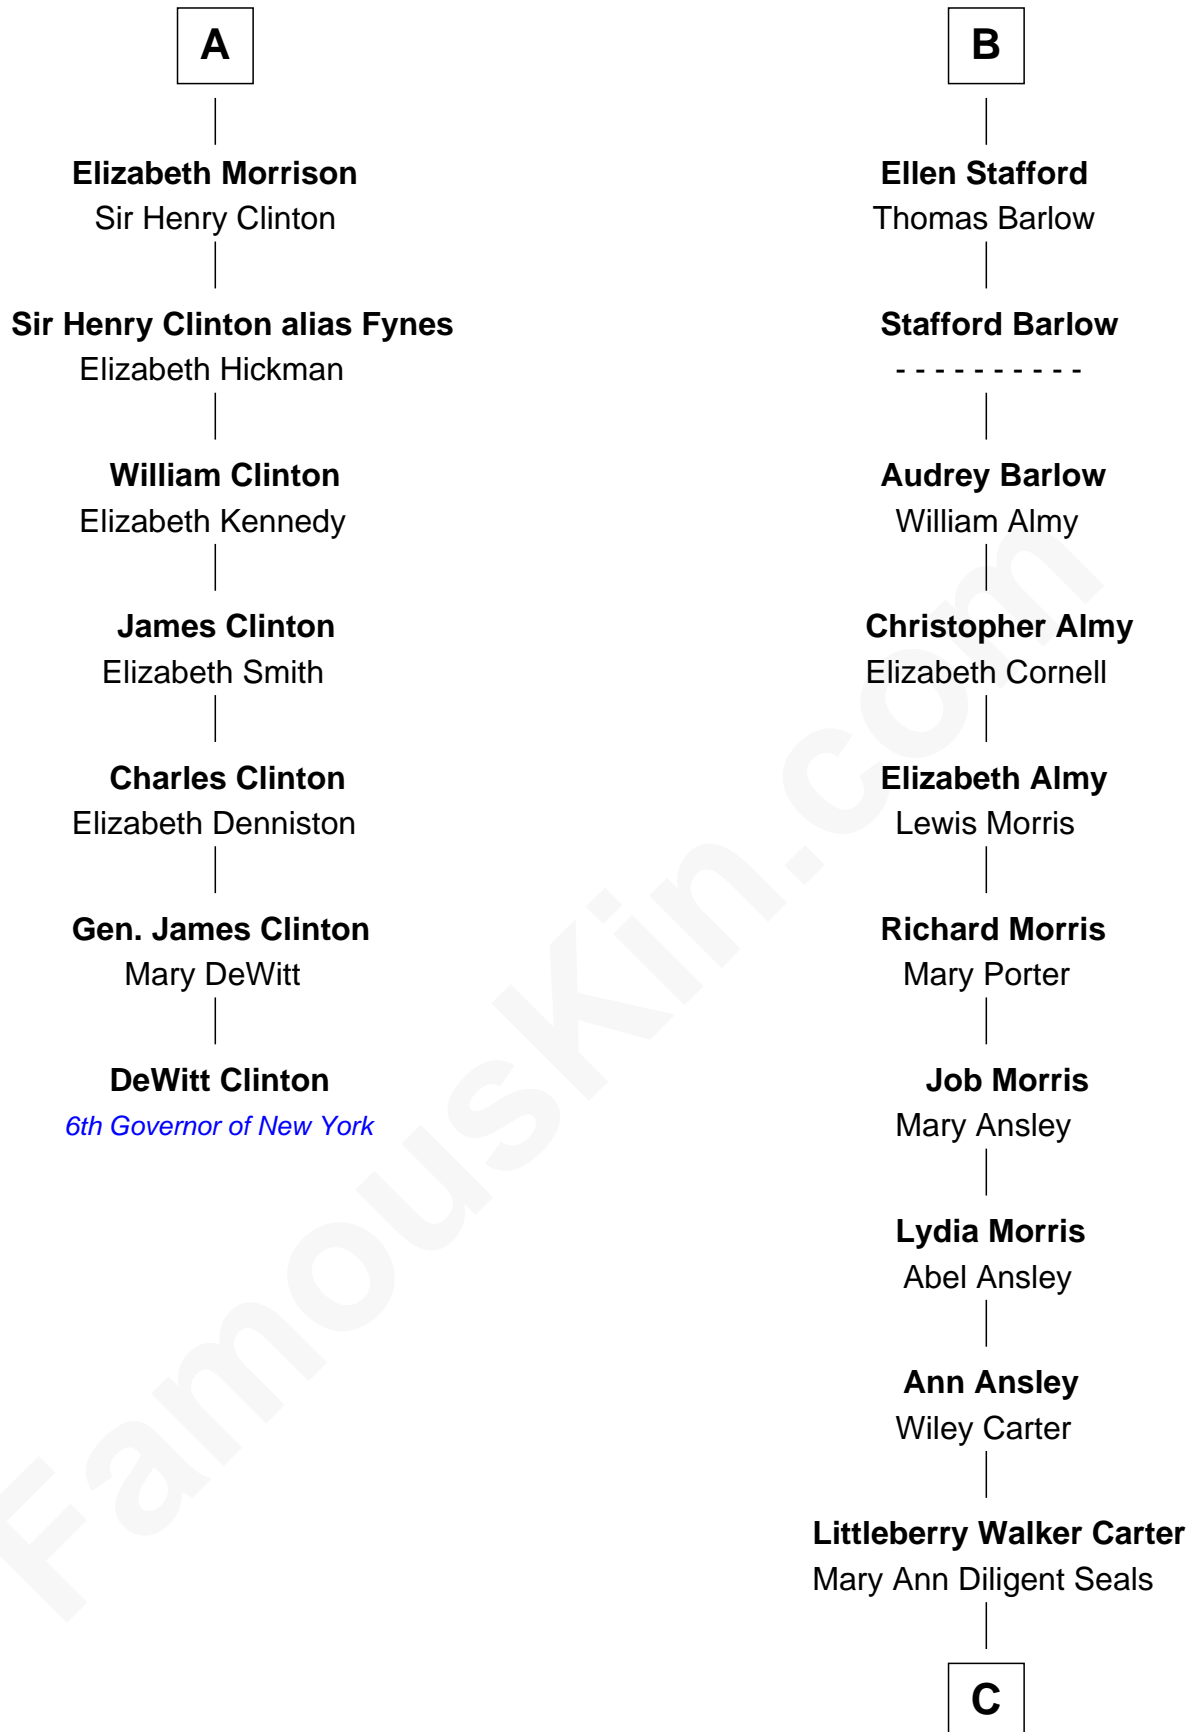 A
Elizabeth Morrison
Sir Henry Clinton
Sir Henry Clinton alias Fynes
Elizabeth Hickman
William Clinton
Elizabeth Kennedy
James Clinton
Elizabeth Smith
Charles Clinton
Elizabeth Denniston
Gen. James Clinton
Mary DeWitt
DeWitt Clinton
6th Governor of New York
B
Ellen Stafford
Thomas Barlow
Stafford Barlow
- - - - - - - - - -
Audrey Barlow
William Almy
Christopher Almy
Elizabeth Cornell
Elizabeth Almy
Lewis Morris
Richard Morris
Mary Porter
Job Morris
Mary Ansley
Lydia Morris
Abel Ansley
Ann Ansley
Wiley Carter
Littleberry Walker Carter
Mary Ann Diligent Seals
C
FamousKin.com